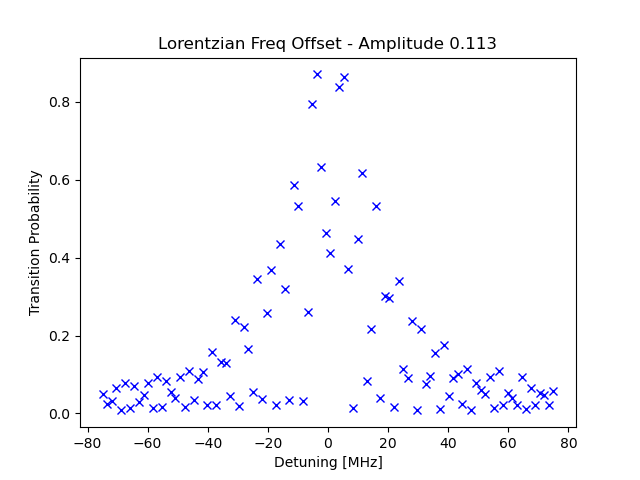 Lorentzian Freq Offset - Amplitude 0.113
Transition Probability
0.8
0.6
0.4
0.2
0.0
−80 −60 −40 −20 0 20 40 60 80
Detuning [MHz]